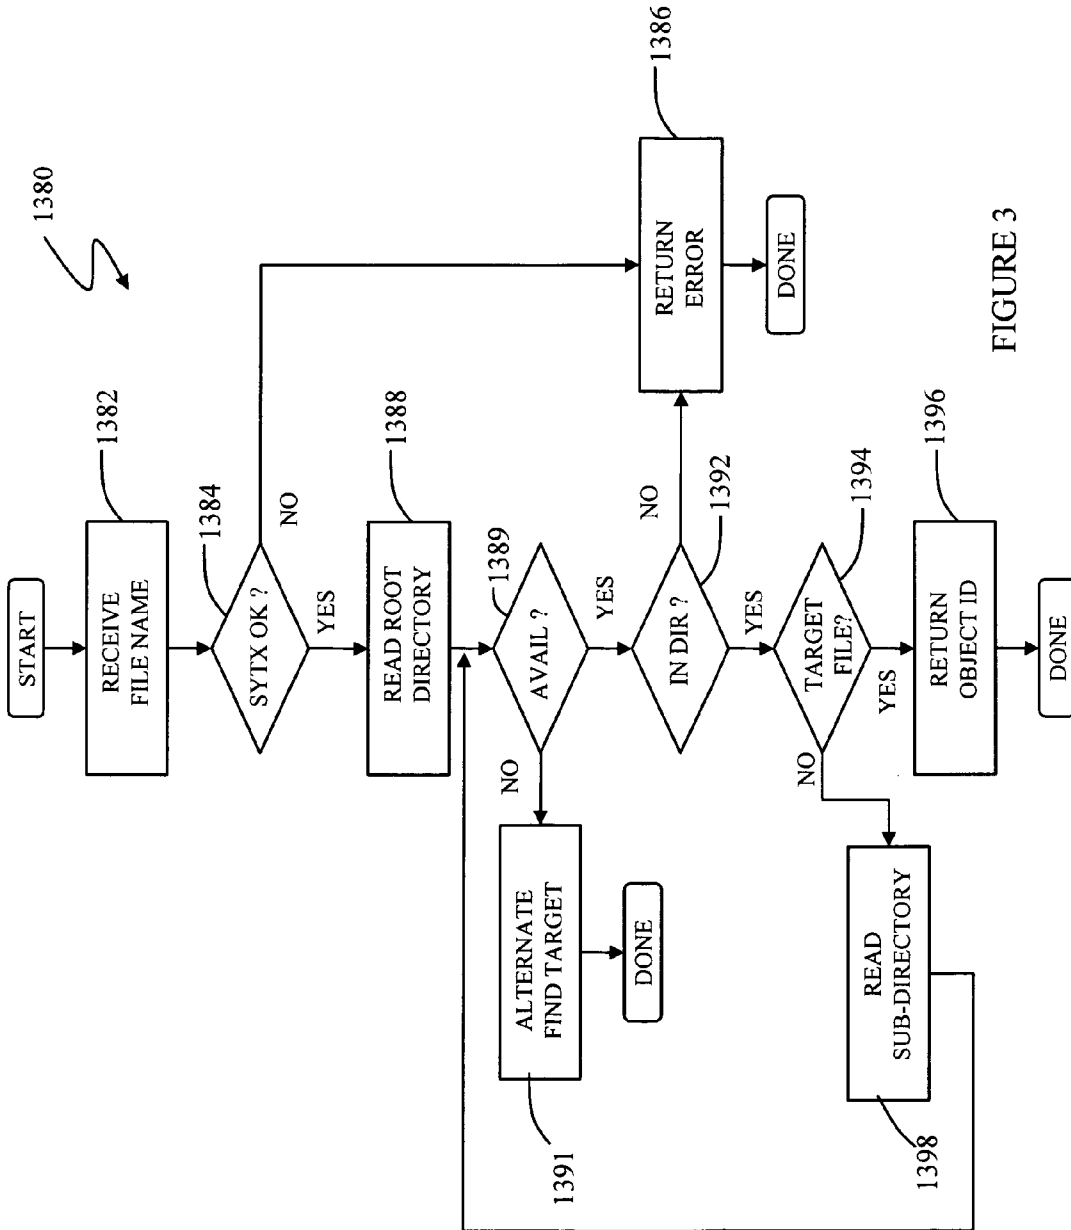 1380
START
RECEIVE
FILE NAME
1382
SYTX OK ?
1384
NO
YES
READ ROOT
DIRECTORY
1388
AVAIL ?
1389
NO
YES
ALTERNATE
FIND TARGET
1391
DONE
IN DIR ?
1392
NO
YES
RETURN
ERROR
1386
DONE
TARGET
FILE?
1394
NO
YES
READ
SUB-DIRECTORY
1398
RETURN
OBJECT ID
1396
DONE
FIGURE 3